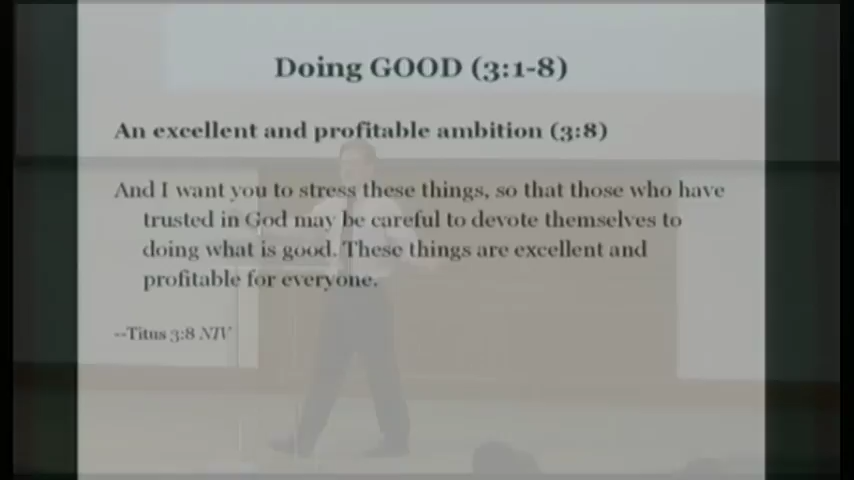 Doing GOOD (3:1-8)
An excellent and profitable ambition (3:8)
And I want you to stress these things, so that those who have
trusted in God may be careful to devote themselves to
doing what is good. These things are excellent and
profitable for everyone.
--Titus 3:8 NIV